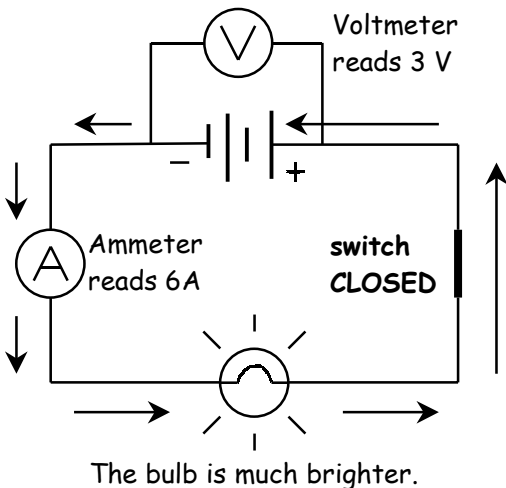 Voltmeter
reads 3 V
V
–
+
Ammeter
reads 6A
A
switch
CLOSED
The bulb is much brighter.